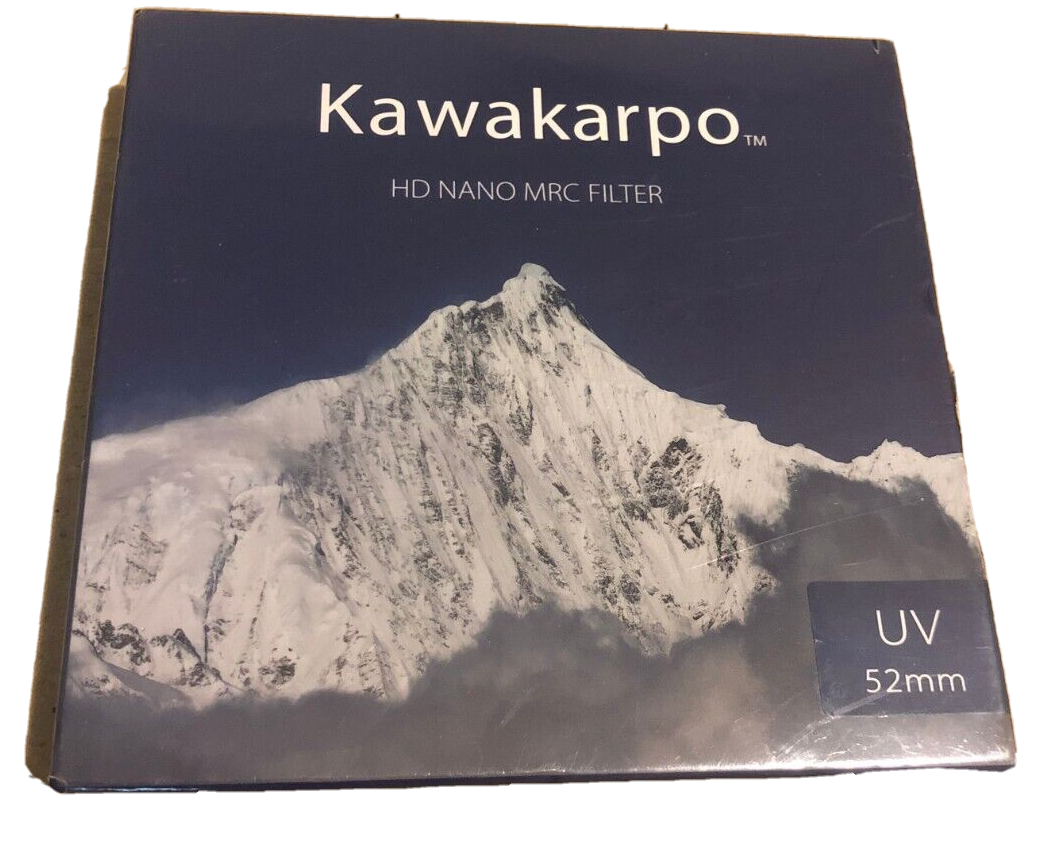 Kawakarpo™
HD NANO MRC FILTER
UV
52mm